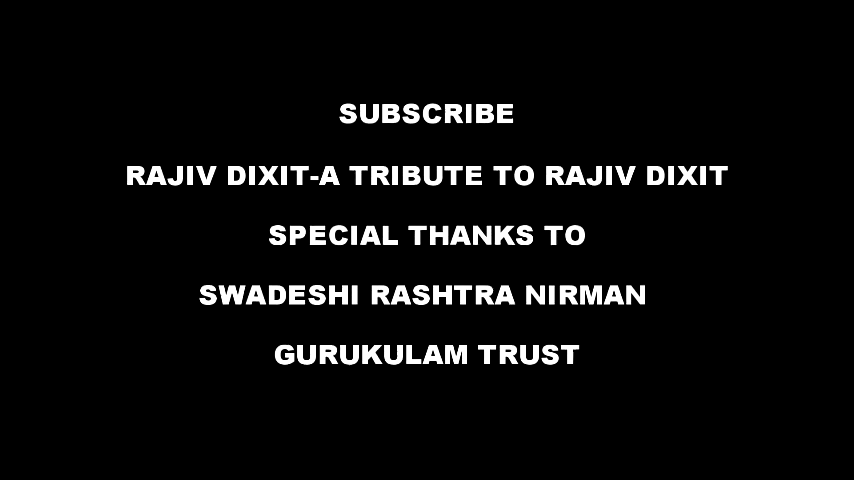 SUBSCRIBE
RAJIV DIXIT-A TRIBUTE TO RAJIV DIXIT
SPECIAL THANKS TO
SWADESHI RASHTRA NIRMAN
GURUKULAM TRUST